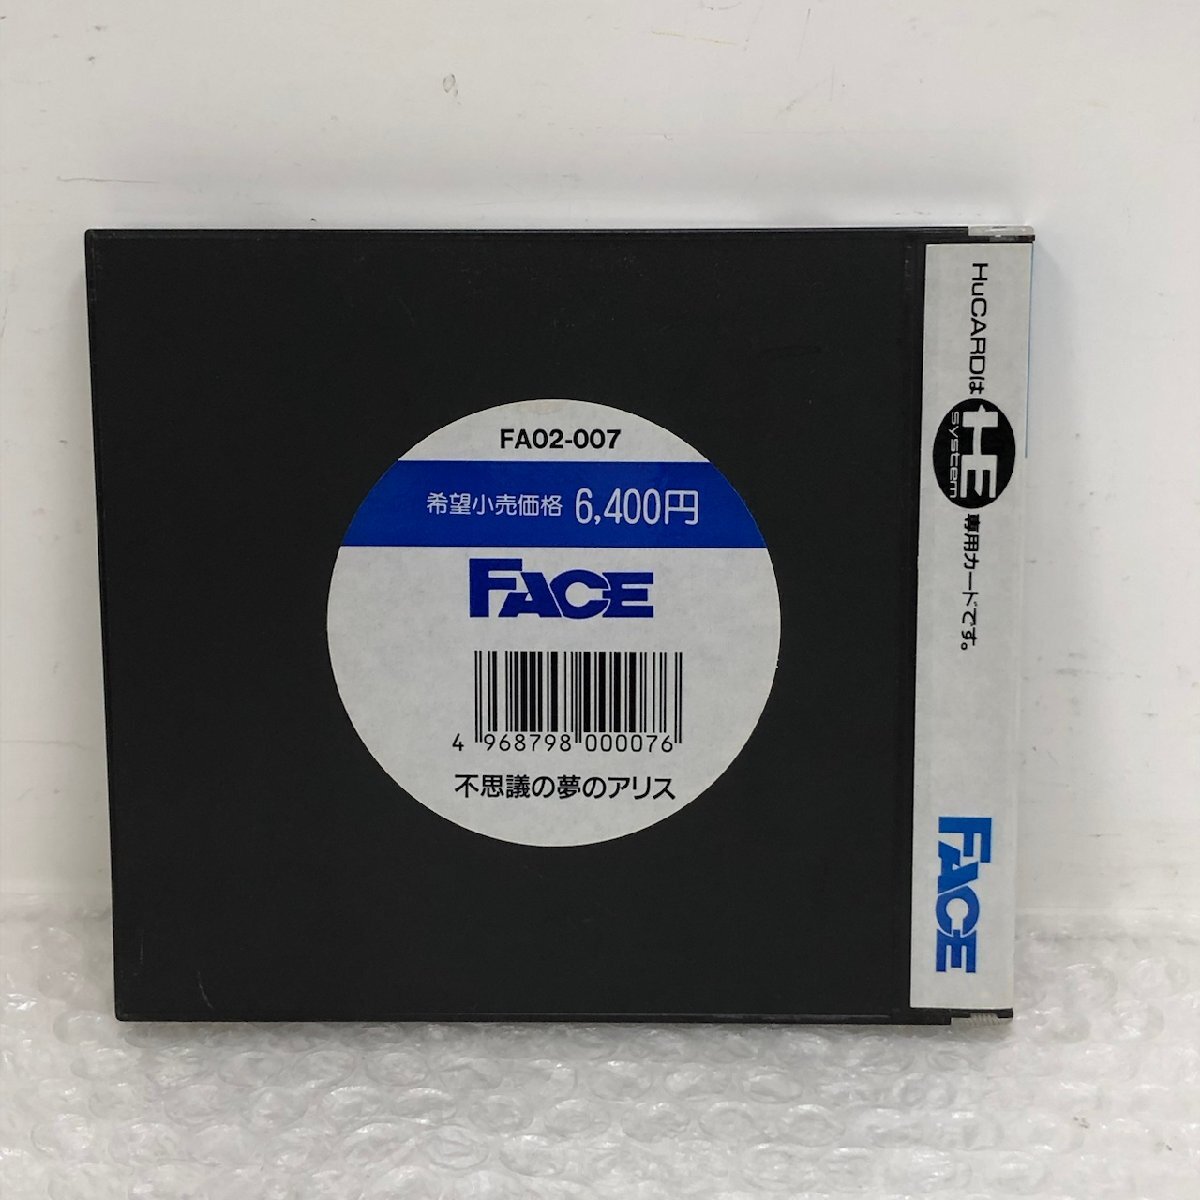 FA02-007
希望小売価格 6,400円
FACE
4 968798 000076
不思議の夢のアリス
HuCARDは HE system 専用カードです。
FACE